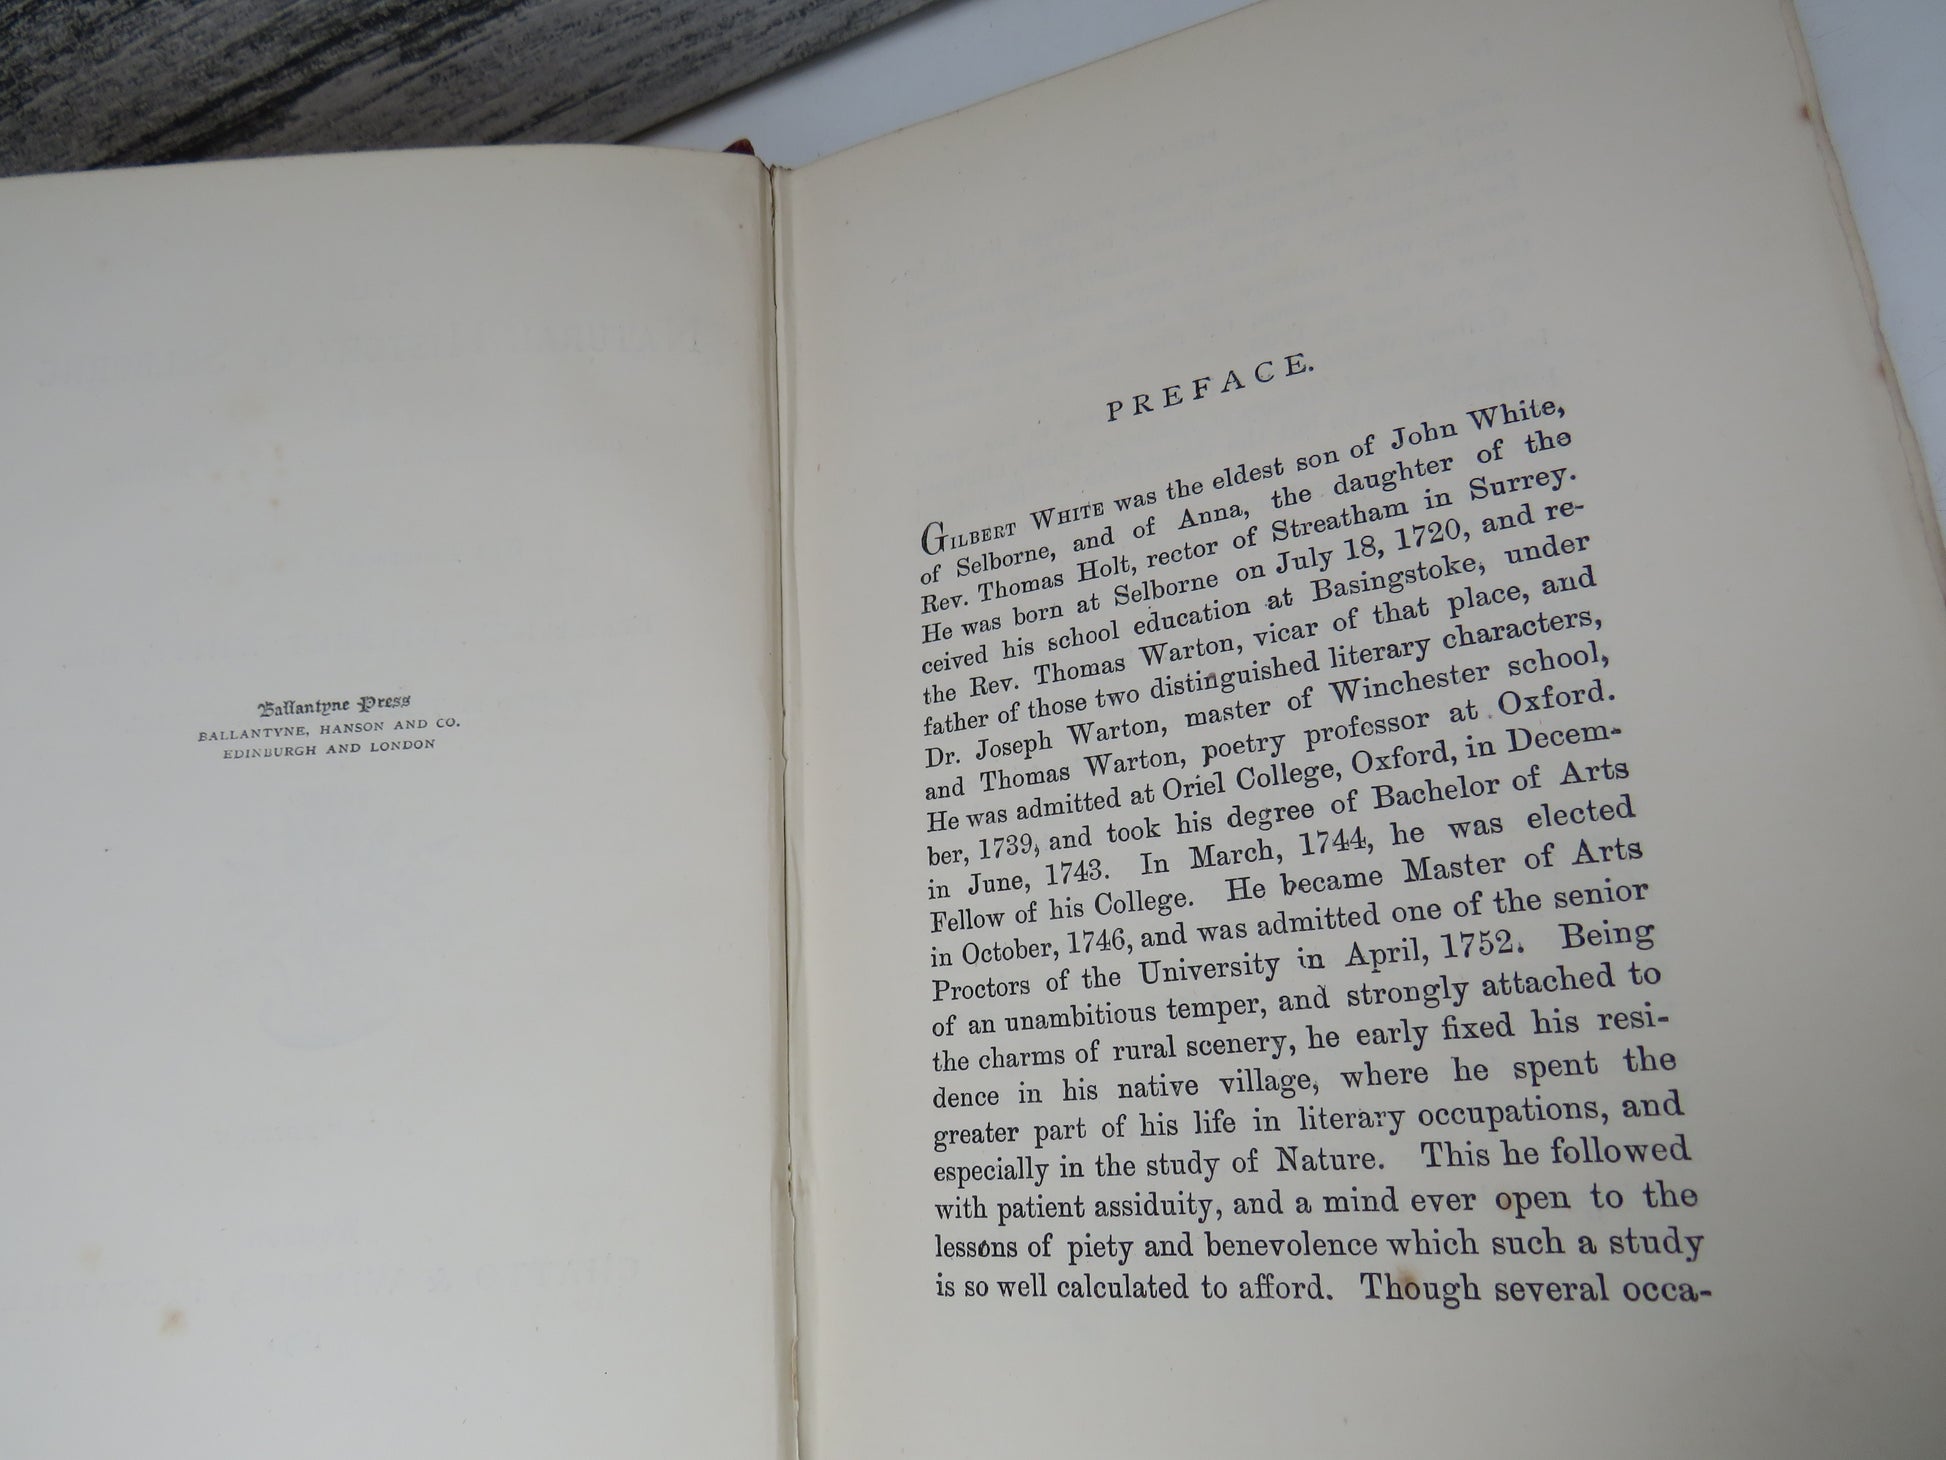 Ballantyne Press
BALLANTYNE, HANSON AND CO.
EDINBURGH AND LONDON
PREFACE.
GILBERT WHITE was the eldest son of John White,
of Selborne, and of Anna, the daughter of the
Rev. Thomas Holt, rector of Streatham in Surrey.
He was born at Selborne on July 18, 1720, and re-
ceived his school education at Basingstoke, under
the Rev. Thomas Warton, vicar of that place, and
father of those two distinguished literary characters,
Dr. Joseph Warton, master of Winchester school,
and Thomas Warton, poetry professor at Oxford.
He was admitted at Oriel College, Oxford, in Decem-
ber, 1739, and took his degree of Bachelor of Arts
in June, 1743. In March, 1744, he was elected
Fellow of his College. He became Master of Arts
in October, 1746, and was admitted one of the senior
Proctors of the University in April, 1752. Being
of an unambitious temper, and strongly attached to
the charms of rural scenery, he early fixed his resi-
dence in his native village, where he spent the
greater part of his life in literary occupations, and
especially in the study of Nature. This he followed
with patient assiduity, and a mind ever open to the
lessons of piety and benevolence which such a study
is so well calculated to afford. Though several occa-